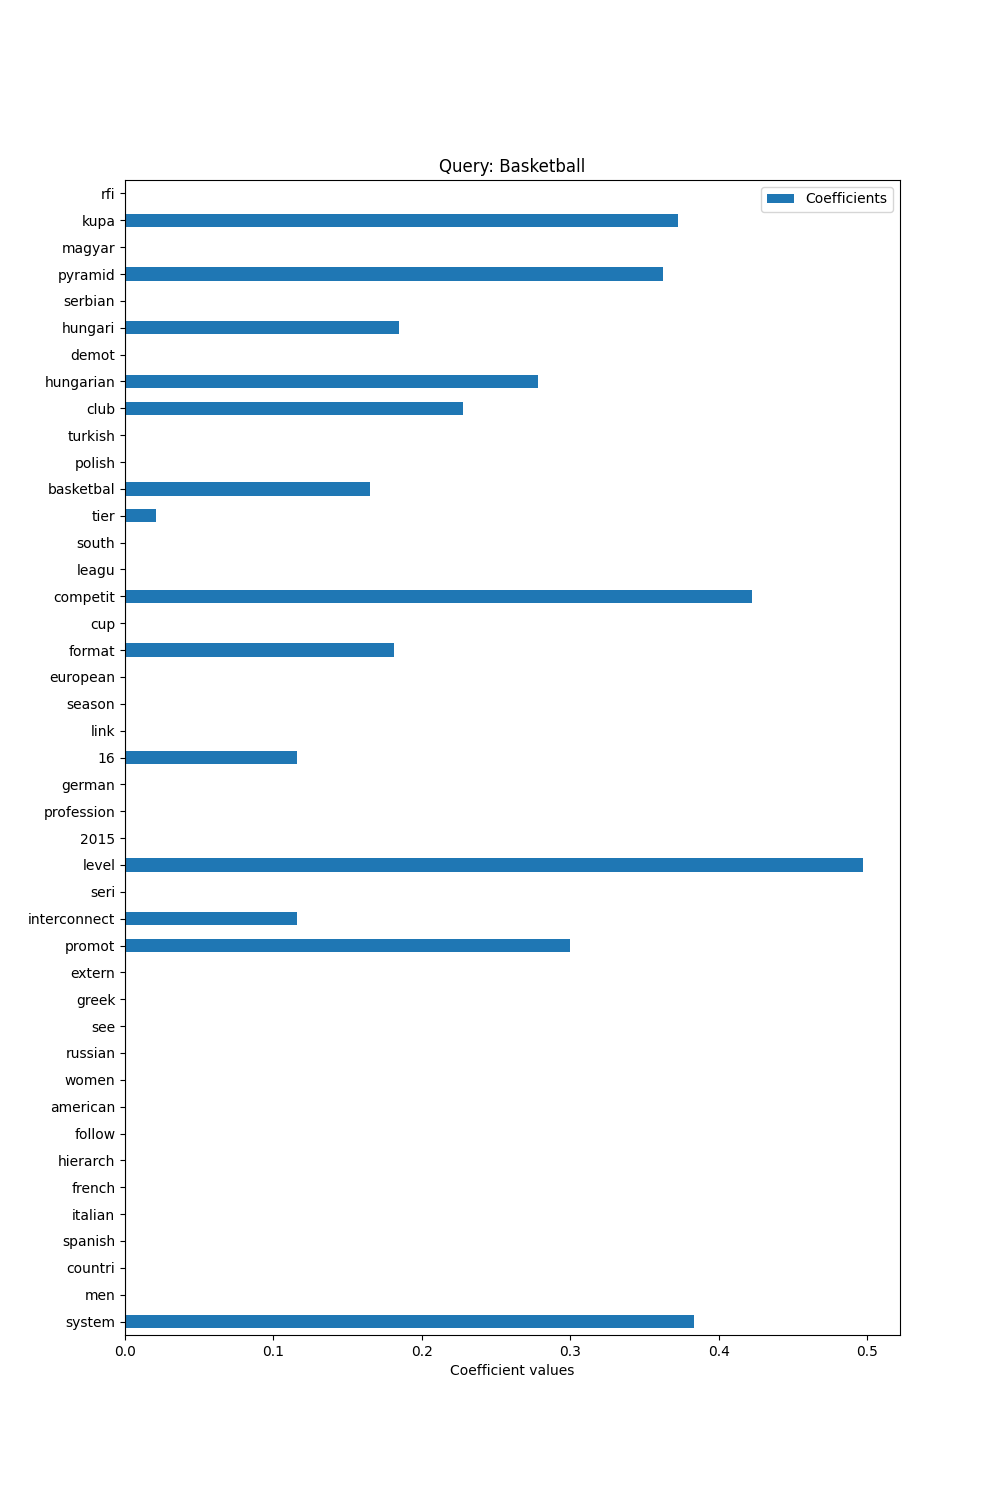 Query: Basketball
Coefficients
rfi
kupa
magyar
pyramid
serbian
hungari
demot
hungarian
club
turkish
polish
basketbal
tier
south
leagu
competit
cup
format
european
season
link
16
german
profession
2015
level
seri
interconnect
promot
extern
greek
see
russian
women
american
follow
hierarch
french
italian
spanish
countri
men
system
0.0 0.1 0.2 0.3 0.4 0.5
Coefficient values